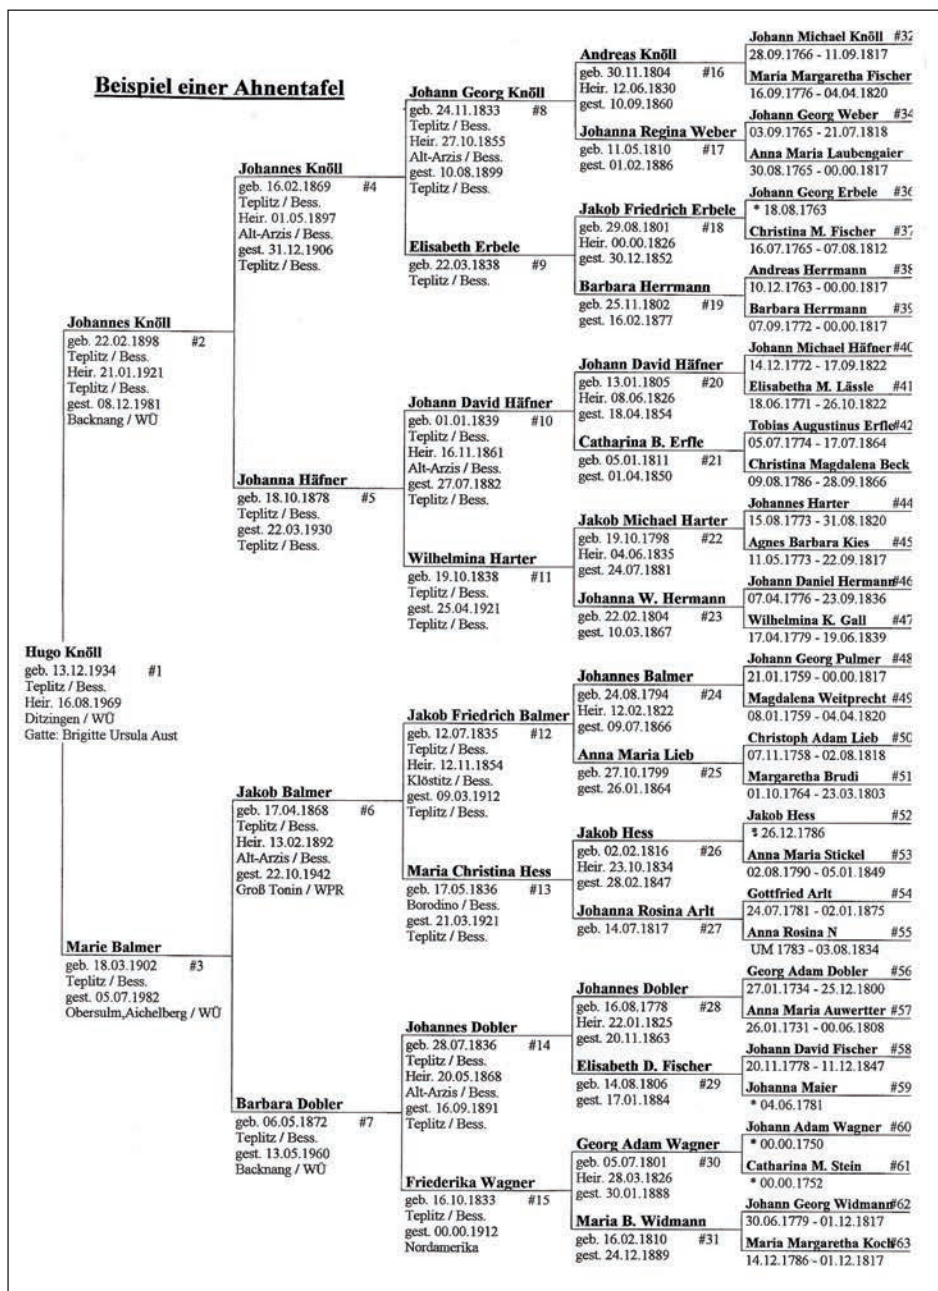 Beispiel einer Ahnentafel
Hugo Knöll
geb. 13.12.1934 #1
Teplitz / Bess.
Heir. 16.08.1969
Ditzingen / WÜ
Gatte: Brigitte Ursula Aust
Johannes Knöll
geb. 22.02.1898 #2
Teplitz / Bess.
Heir. 21.01.1921
Teplitz / Bess.
gest. 08.12.1981
Backnang / WÜ
Marie Balmer
geb. 18.03.1902 #3
Teplitz / Bess.
gest. 05.07.1982
Obersulm,Aichelberg / WÜ
Johannes Knöll
geb. 16.02.1869 #4
Teplitz / Bess.
Heir. 01.05.1897
Alt-Arzis / Bess.
gest. 31.12.1906
Teplitz / Bess.
Johanna Häfner
geb. 18.10.1878 #5
Teplitz / Bess.
gest. 22.03.1930
Teplitz / Bess.
Jakob Balmer
geb. 17.04.1868 #6
Teplitz / Bess.
Heir. 13.02.1892
Alt-Arzis / Bess.
gest. 22.10.1942
Groß Tonin / WPR
Barbara Dobler
geb. 06.05.1872 #7
Teplitz / Bess.
gest. 13.05.1960
Backnang / WÜ
Johann Georg Knöll
geb. 24.11.1833 #8
Teplitz / Bess.
Heir. 27.10.1855
Alt-Arzis / Bess.
gest. 10.08.1899
Teplitz / Bess.
Elisabeth Erbele
geb. 22.03.1838 #9
Teplitz / Bess.
Johann David Häfner
geb. 01.01.1839 #10
Teplitz / Bess.
Heir. 16.11.1861
Alt-Arzis / Bess.
gest. 27.07.1882
Teplitz / Bess.
Wilhelmina Harter
geb. 19.10.1838 #11
Teplitz / Bess.
gest. 25.04.1921
Teplitz / Bess.
Jakob Friedrich Balmer
geb. 12.07.1835 #12
Teplitz / Bess.
Heir. 12.11.1854
Klöstitz / Bess.
gest. 09.03.1912
Teplitz / Bess.
Maria Christina Hess
geb. 17.05.1836 #13
Borodino / Bess.
gest. 21.03.1921
Teplitz / Bess.
Johannes Dobler
geb. 28.07.1836 #14
Teplitz / Bess.
Heir. 20.05.1868
Alt-Arzis / Bess.
gest. 16.09.1891
Teplitz / Bess.
Friederika Wagner
geb. 16.10.1833 #15
Teplitz / Bess.
gest. 00.00.1912
Nordamerika
Andreas Knöll
geb. 30.11.1804 #16
Heir. 12.06.1830
gest. 10.09.1860
Johanna Regina Weber
geb. 11.05.1810 #17
gest. 01.02.1886
Jakob Friedrich Erbele
geb. 29.08.1801 #18
Heir. 00.00.1826
gest. 30.12.1852
Barbara Herrmann
geb. 25.11.1802 #19
gest. 16.02.1877
Johann David Häfner
geb. 13.01.1805 #20
Heir. 08.06.1826
gest. 18.04.1854
Catharina B. Erfle
geb. 05.01.1811 #21
gest. 01.04.1850
Jakob Michael Harter
geb. 19.10.1798 #22
Heir. 04.06.1835
gest. 24.07.1881
Johanna W. Hermann
geb. 22.02.1804 #23
gest. 10.03.1867
Johannes Balmer
geb. 24.08.1794 #24
Heir. 12.02.1822
gest. 09.07.1866
Anna Maria Lieb
geb. 27.10.1799 #25
gest. 26.01.1864
Jakob Hess
geb. 02.02.1816 #26
Heir. 23.10.1834
gest. 28.02.1847
Johanna Rosina Arlt
geb. 14.07.1817 #27
Johannes Dobler
geb. 16.08.1778 #28
Heir. 22.01.1825
gest. 20.11.1863
Elisabeth D. Fischer
geb. 14.08.1806 #29
gest. 17.01.1884
Georg Adam Wagner
geb. 05.07.1801 #30
Heir. 28.03.1826
gest. 30.01.1888
Maria B. Widmann
geb. 16.02.1810 #31
gest. 24.12.1889
Johann Michael Knöll #32
28.09.1766 - 11.09.1817
Maria Margaretha Fischer
16.09.1776 - 04.04.1820
Johann Georg Weber #34
03.09.1765 - 21.07.1818
Anna Maria Laubengaier
30.08.1765 - 00.00.1817
Johann Georg Erbele #36
* 18.08.1763
Christina M. Fischer #37
16.07.1765 - 07.08.1812
Andreas Herrmann #38
10.12.1763 - 00.00.1817
Barbara Herrmann #39
07.09.1772 - 00.00.1817
Johann Michael Häfner#40
14.12.1772 - 17.09.1822
Elisabetha M. Lässle #41
18.06.1771 - 26.10.1822
Tobias Augustinus Erfle#42
05.07.1774 - 17.07.1864
Christina Magdalena Beck
09.08.1786 - 28.09.1866
Johannes Harter #44
15.08.1773 - 31.08.1820
Agnes Barbara Kies #45
11.05.1773 - 22.09.1817
Johann Daniel Hermann#46
07.04.1776 - 23.09.1836
Wilhelmina K. Gall #47
17.04.1779 - 19.06.1839
Johann Georg Pulmer #48
21.01.1759 - 00.00.1817
Magdalena Weitprecht #49
08.01.1759 - 04.04.1820
Christoph Adam Lieb #50
07.11.1758 - 02.08.1818
Margaretha Brudi #51
01.10.1764 - 23.03.1803
Jakob Hess #52
* 26.12.1786
Anna Maria Stickel #53
02.08.1790 - 05.01.1849
Gottfried Arlt #54
24.07.1781 - 02.01.1875
Anna Rosina N #55
UM 1783 - 03.08.1834
Georg Adam Dobler #56
27.01.1734 - 25.12.1800
Anna Maria Auwertter #57
26.01.1731 - 00.06.1808
Johann David Fischer #58
20.11.1778 - 11.12.1847
Johanna Maier #59
* 04.06.1781
Johann Adam Wagner #60
* 00.00.1750
Catharina M. Stein #61
* 00.00.1752
Johann Georg Widmann#62
30.06.1779 - 01.12.1817
Maria Margaretha Koch#63
14.12.1786 - 01.12.1817